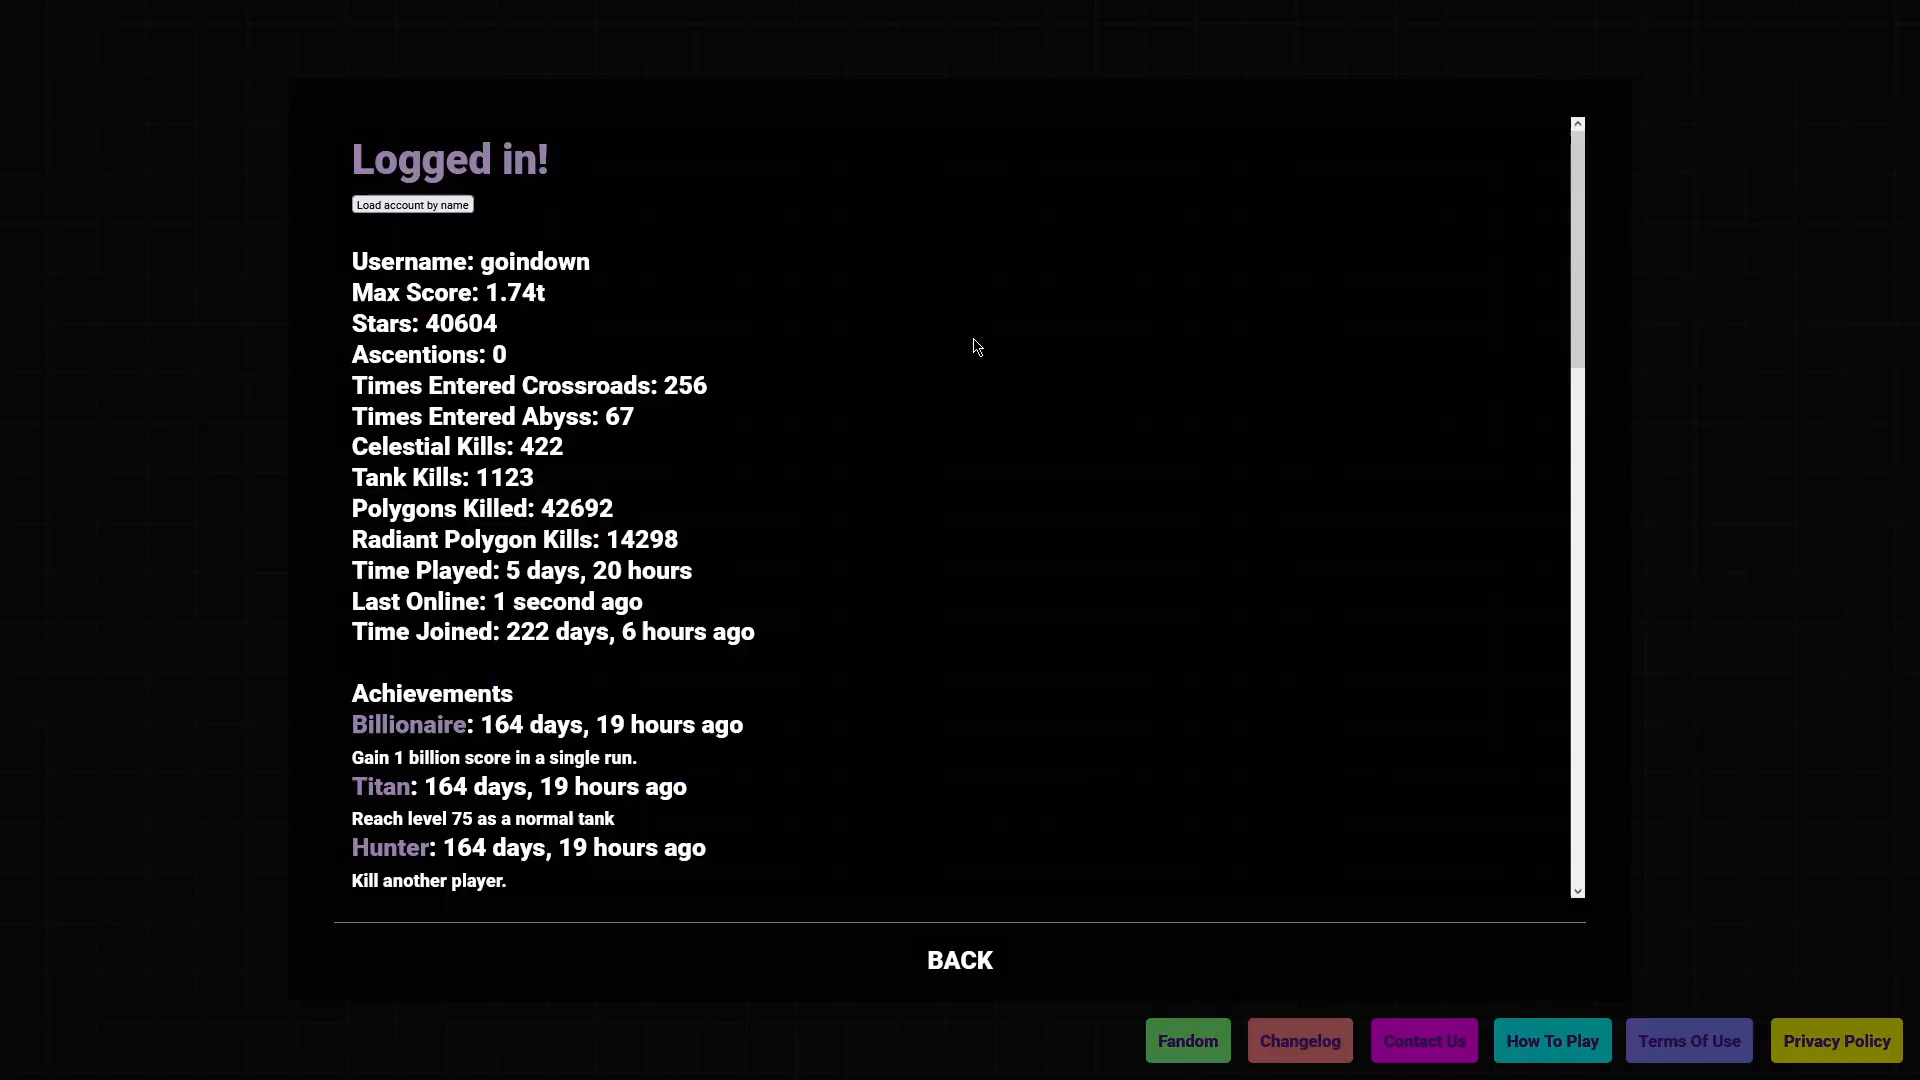 Logged in!
Load account by name
Username: goindown
Max Score: 1.74t
Stars: 40604
Ascentions: 0
Times Entered Crossroads: 256
Times Entered Abyss: 67
Celestial Kills: 422
Tank Kills: 1123
Polygons Killed: 42692
Radiant Polygon Kills: 14298
Time Played: 5 days, 20 hours
Last Online: 1 second ago
Time Joined: 222 days, 6 hours ago
Achievements
Billionaire: 164 days, 19 hours ago
Gain 1 billion score in a single run.
Titan: 164 days, 19 hours ago
Reach level 75 as a normal tank
Hunter: 164 days, 19 hours ago
Kill another player.
BACK
Fandom Changelog Contact Us How To Play Terms Of Use Privacy Policy